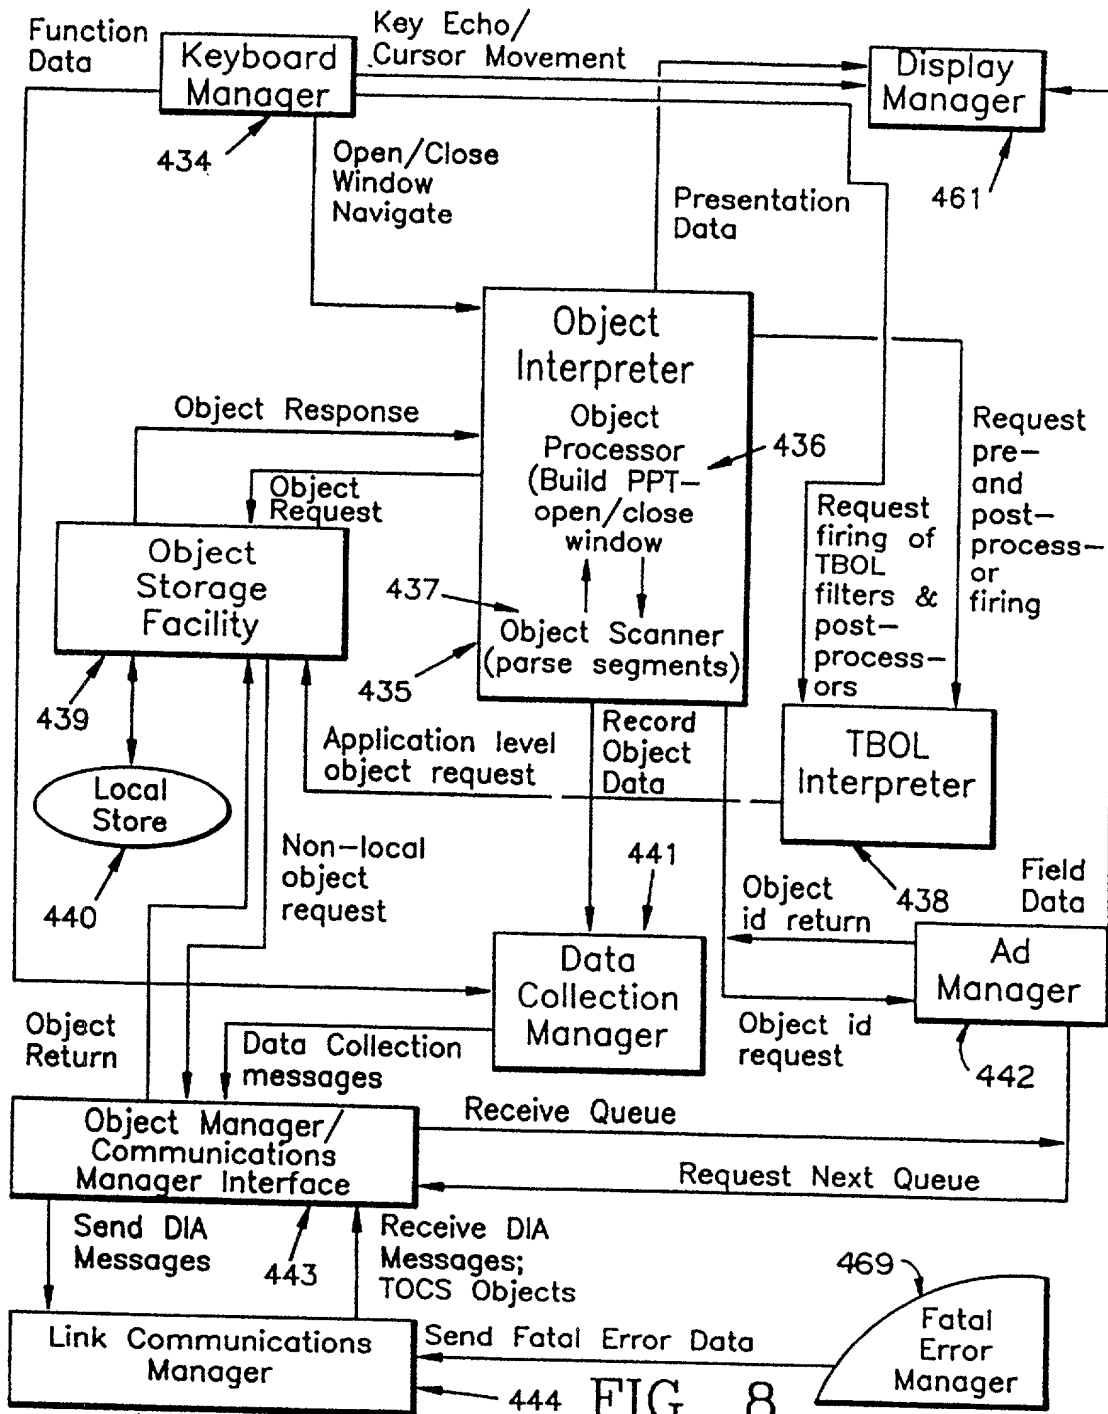 Function
Data
Keyboard
Manager
Key Echo/
Cursor Movement
Display
Manager
434
Open/Close
Window
Navigate
Presentation
Data
461
Object
Interpreter
Object
Processor
(Build PPT-
open/close
window
436
437
Object Scanner
(parse segments)
435
Object Response
Object
Request
Object
Storage
Facility
439
Local
Store
440
Request
firing of
TBOL
filters &
post-
process-
ors
Request
pre-
and
post-
process-
or
firing
Application level
object request
Record
Object
Data
TBOL
Interpreter
438
Non-local
object
request
441
Object
id return
Field
Data
Data
Collection
Manager
Ad
Manager
Object id
request
442
Object
Return
Data Collection
messages
Object Manager/
Communications
Manager Interface
Receive Queue
Request Next Queue
Send DIA
Messages
443
Receive DIA
Messages;
TOCS Objects
469
Fatal
Error
Manager
Link Communications
Manager
Send Fatal Error Data
444
FIG. 8